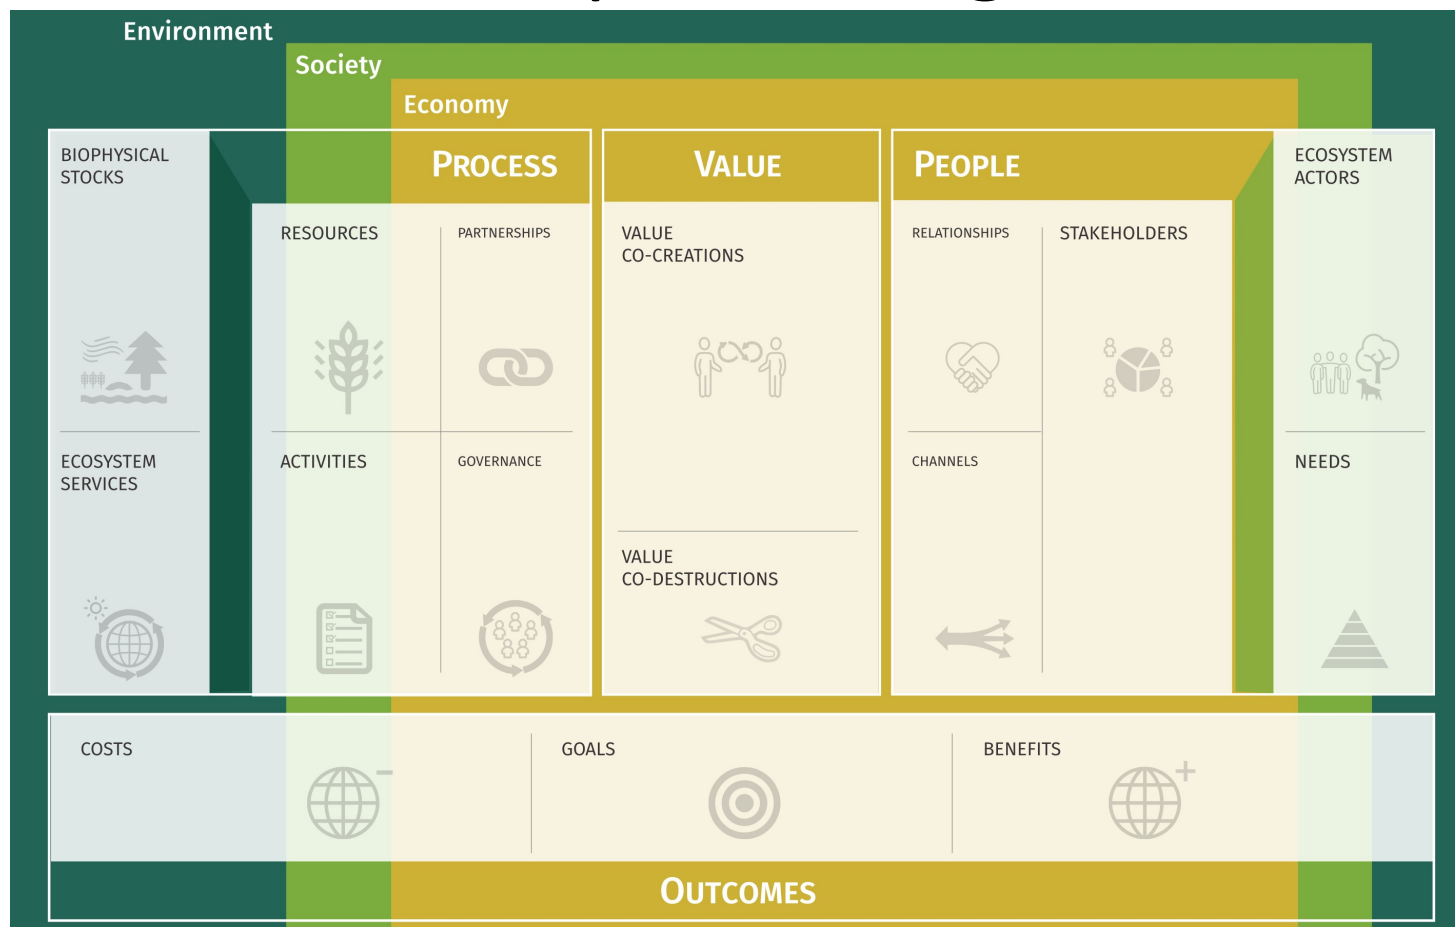 Environment
Society
Economy
BIOPHYSICAL
STOCKS
PROCESS
VALUE
PEOPLE
ECOSYSTEM
ACTORS
RESOURCES
PARTNERSHIPS
VALUE
CO-CREATIONS
RELATIONSHIPS
STAKEHOLDERS
ECOSYSTEM
SERVICES
ACTIVITIES
GOVERNANCE
CHANNELS
NEEDS
VALUE
CO-DESTRUCTIONS
COSTS
GOALS
BENEFITS
OUTCOMES